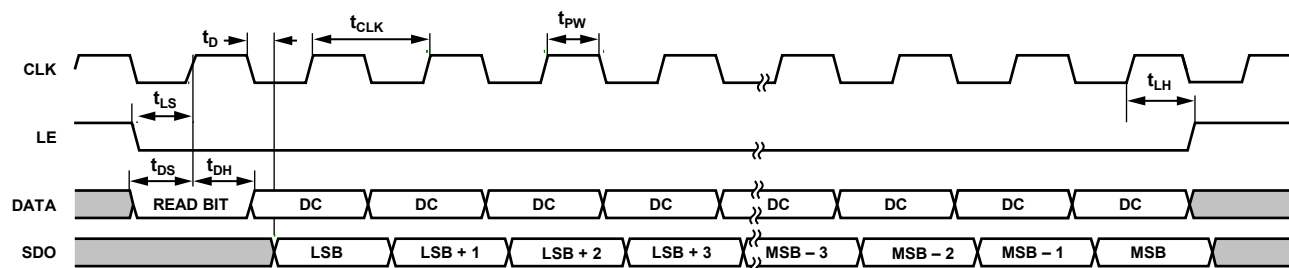 tD
tCLK
tPW
CLK
tLS
tLH
LE
tDS
tDH
DATA
READ BIT DC DC DC DC DC DC DC DC
SDO
LSB LSB + 1 LSB + 2 LSB + 3 MSB – 3 MSB – 2 MSB – 1 MSB